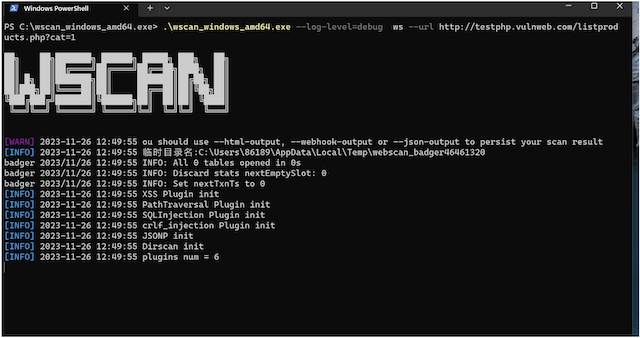 Windows PowerShell
PS C:\wscan_windows_amd64.exe> .\wscan_windows_amd64.exe --log-level=debug  ws --url http://testphp.vulnweb.com/listprod
ucts.php?cat=1
WSCAN
[WARN] 2023-11-26 12:49:55 ou should use --html-output, --webhook-output or --json-output to persist your scan result
[INFO] 2023-11-26 12:49:55 临时目录名:C:\Users\86189\AppData\Local\Temp\webscan_badger46461320
badger 2023/11/26 12:49:55 INFO: All 0 tables opened in 0s
badger 2023/11/26 12:49:55 INFO: Discard stats nextEmptySlot: 0
badger 2023/11/26 12:49:55 INFO: Set nextTxnTs to 0
[INFO] 2023-11-26 12:49:55 XSS Plugin init
[INFO] 2023-11-26 12:49:55 PathTraversal Plugin init
[INFO] 2023-11-26 12:49:55 SQLInjection Plugin init
[INFO] 2023-11-26 12:49:55 crlf_injection Plugin init
[INFO] 2023-11-26 12:49:55 JSONP init
[INFO] 2023-11-26 12:49:55 Dirscan init
[INFO] 2023-11-26 12:49:55 plugins num = 6